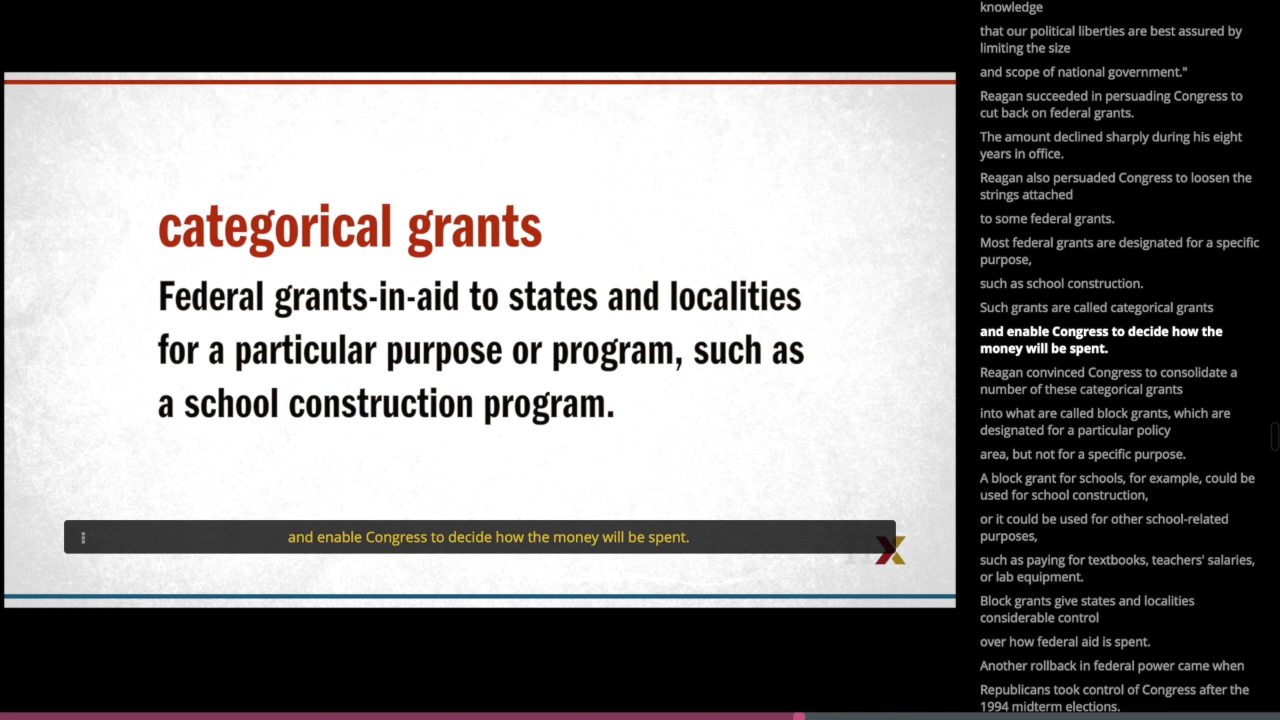 categorical grants
Federal grants-in-aid to states and localities
for a particular purpose or program, such as
a school construction program.
and enable Congress to decide how the money will be spent.
X
knowledge
that our political liberties are best assured by
limiting the size
and scope of national government."
Reagan succeeded in persuading Congress to
cut back on federal grants.
The amount declined sharply during his eight
years in office.
Reagan also persuaded Congress to loosen the
strings attached
to some federal grants.
Most federal grants are designated for a specific
purpose,
such as school construction.
Such grants are called categorical grants
and enable Congress to decide how the
money will be spent.
Reagan convinced Congress to consolidate a
number of these categorical grants
into what are called block grants, which are
designated for a particular policy
area, but not for a specific purpose.
A block grant for schools, for example, could be
used for school construction,
or it could be used for other school-related
purposes,
such as paying for textbooks, teachers' salaries,
or lab equipment.
Block grants give states and localities
considerable control
over how federal aid is spent.
Another rollback in federal power came when
Republicans took control of Congress after the
1994 midterm elections.